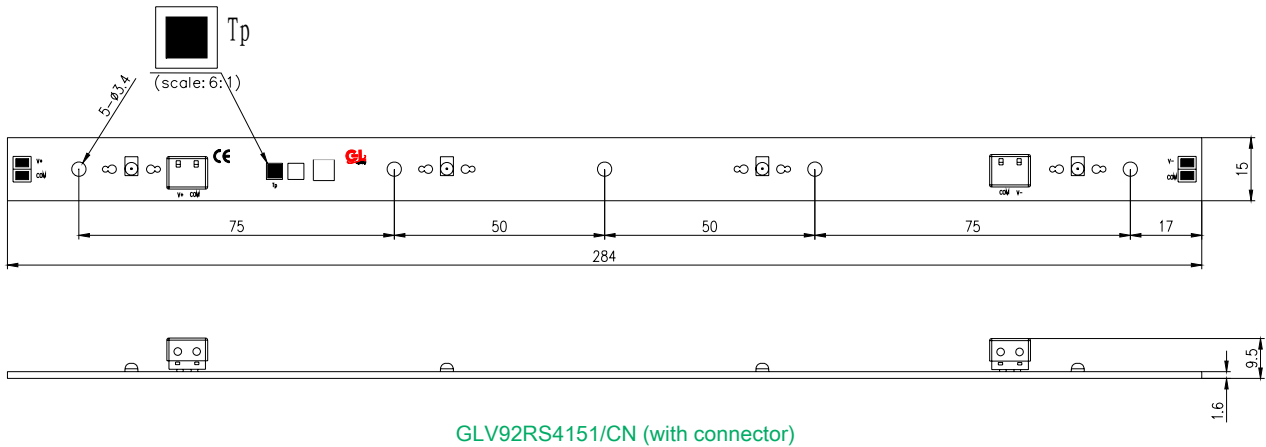 Tp
(scale:6:1)
5-ø3.4
V+
COM
CE
GL
V-
COM
Tp
V+ COM
COM V-
15
75
50
50
75
17
284
9.5
1.6
GLV92RS4151/CN (with connector)